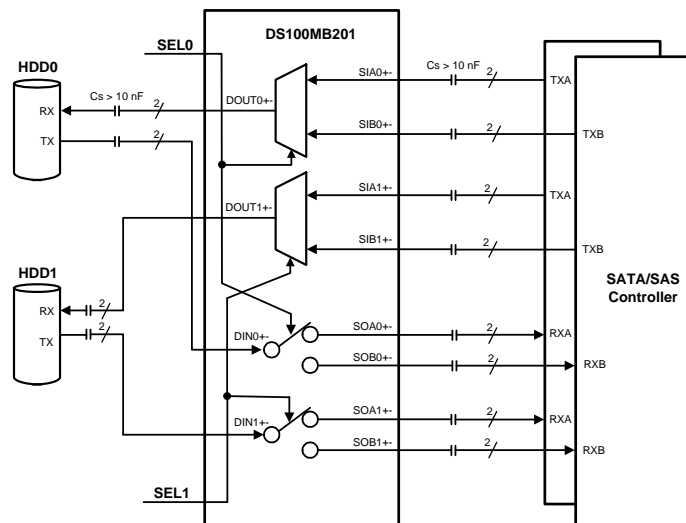 DS100MB201
SEL0
HDD0
Cs > 10 nF
2
SIA0+-
Cs > 10 nF
2
TXA
RX
DOUT0+-
TX
2
SIB0+-
2
TXB
SIA1+-
2
TXA
DOUT1+-
SIB1+-
2
TXB
HDD1
SATA/SAS
Controller
RX
2
TX
2
DIN0+-
SOA0+-
2
RXA
SOB0+-
2
RXB
DIN1+-
SOA1+-
2
RXA
SOB1+-
2
RXB
SEL1